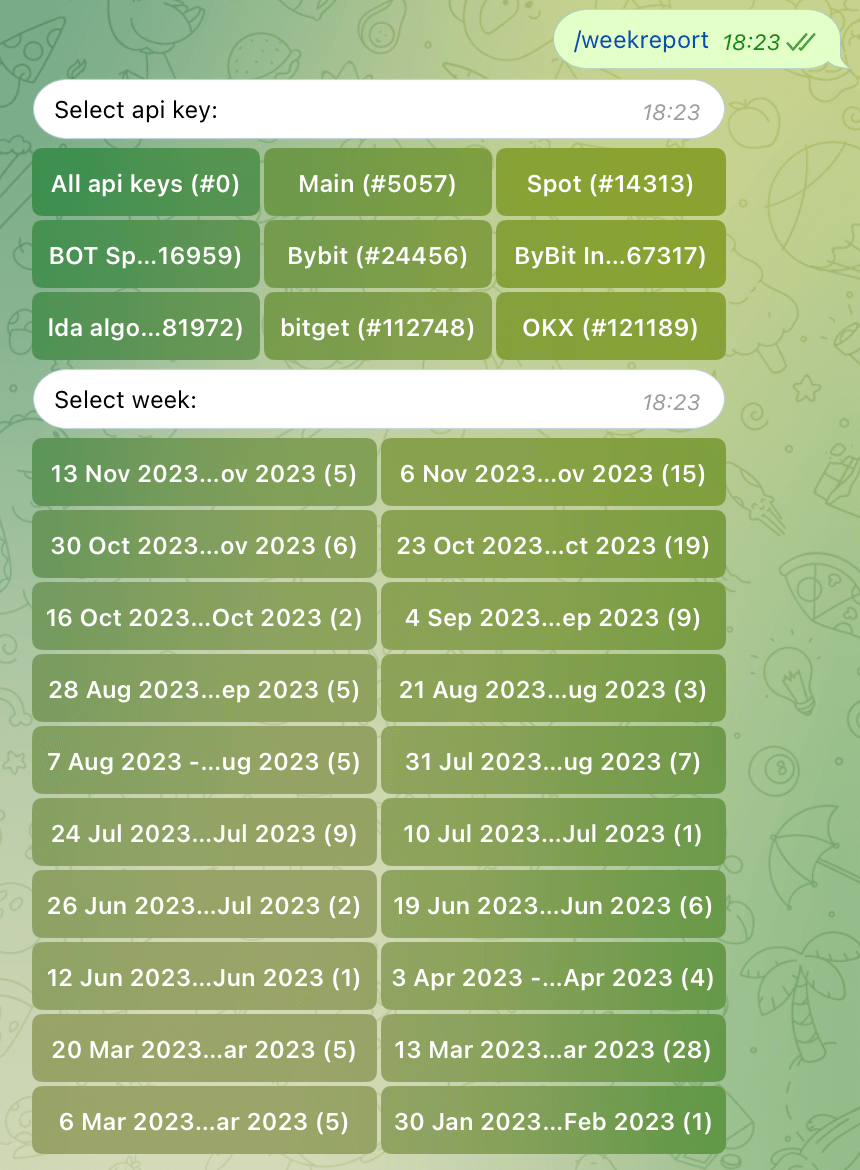 /weekreport 18:23
Select api key: 18:23
All api keys (#0) Main (#5057) Spot (#14313)
BOT Sp...16959) Bybit (#24456) ByBit In...67317)
lda algo...81972) bitget (#112748) OKX (#121189)
Select week: 18:23
13 Nov 2023...ov 2023 (5) 6 Nov 2023...ov 2023 (15)
30 Oct 2023...ov 2023 (6) 23 Oct 2023...ct 2023 (19)
16 Oct 2023...Oct 2023 (2) 4 Sep 2023...ep 2023 (9)
28 Aug 2023...ep 2023 (5) 21 Aug 2023...ug 2023 (3)
7 Aug 2023 -...ug 2023 (5) 31 Jul 2023...ug 2023 (7)
24 Jul 2023...Jul 2023 (9) 10 Jul 2023...Jul 2023 (1)
26 Jun 2023...Jul 2023 (2) 19 Jun 2023...Jun 2023 (6)
12 Jun 2023...Jun 2023 (1) 3 Apr 2023 -...Apr 2023 (4)
20 Mar 2023...ar 2023 (5) 13 Mar 2023...ar 2023 (28)
6 Mar 2023...ar 2023 (5) 30 Jan 2023...Feb 2023 (1)